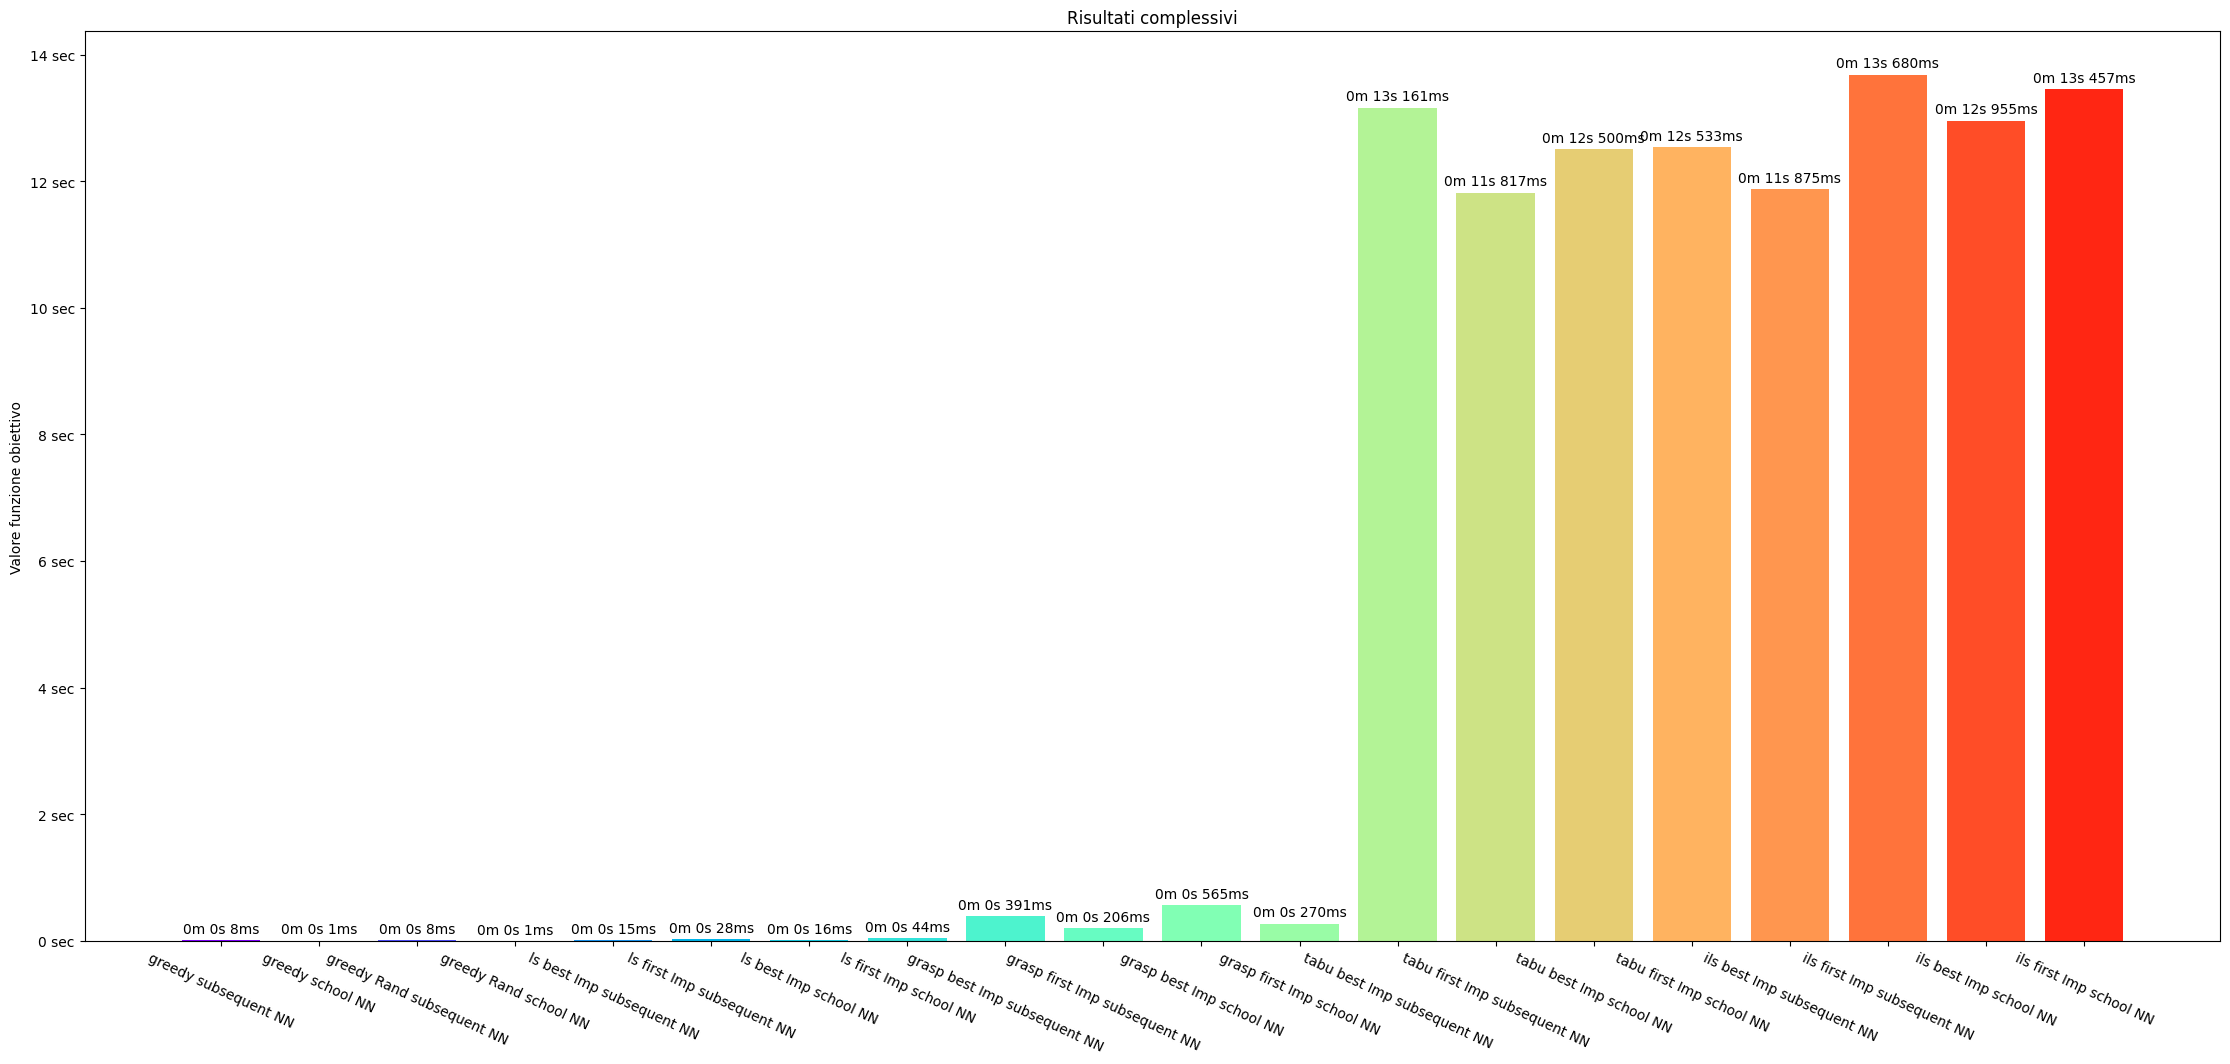 Risultati complessivi
Valore funzione obiettivo
14 sec
12 sec
10 sec
8 sec
6 sec
4 sec
2 sec
0 sec
0m 0s 8ms
0m 0s 1ms
0m 0s 8ms
0m 0s 1ms
0m 0s 15ms
0m 0s 28ms
0m 0s 16ms
0m 0s 44ms
0m 0s 391ms
0m 0s 206ms
0m 0s 565ms
0m 0s 270ms
0m 13s 161ms
0m 11s 817ms
0m 12s 500ms
0m 12s 533ms
0m 11s 875ms
0m 13s 680ms
0m 12s 955ms
0m 13s 457ms
greedy subsequent NN
greedy school NN
greedy Rand subsequent NN
greedy Rand school NN
ls best Imp subsequent NN
ls first Imp subsequent NN
ls best Imp school NN
ls first Imp school NN
grasp best Imp subsequent NN
grasp first Imp subsequent NN
grasp best Imp school NN
grasp first Imp school NN
tabu best Imp subsequent NN
tabu first Imp subsequent NN
tabu best Imp school NN
tabu first Imp school NN
ils best Imp subsequent NN
ils first Imp subsequent NN
ils best Imp school NN
ils first Imp school NN